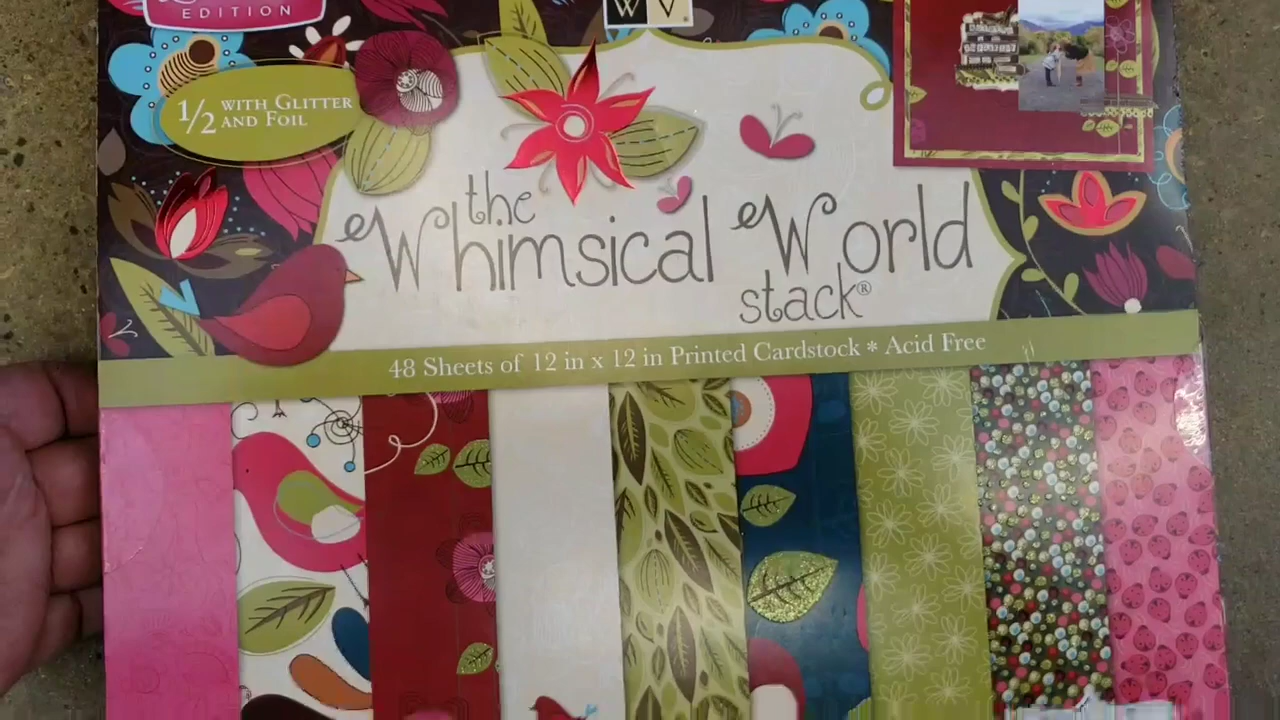 EDITION
W V
1/2 WITH GLITTER
AND FOIL
the
Whimsical World
stack®
48 Sheets of 12 in x 12 in Printed Cardstock * Acid Free